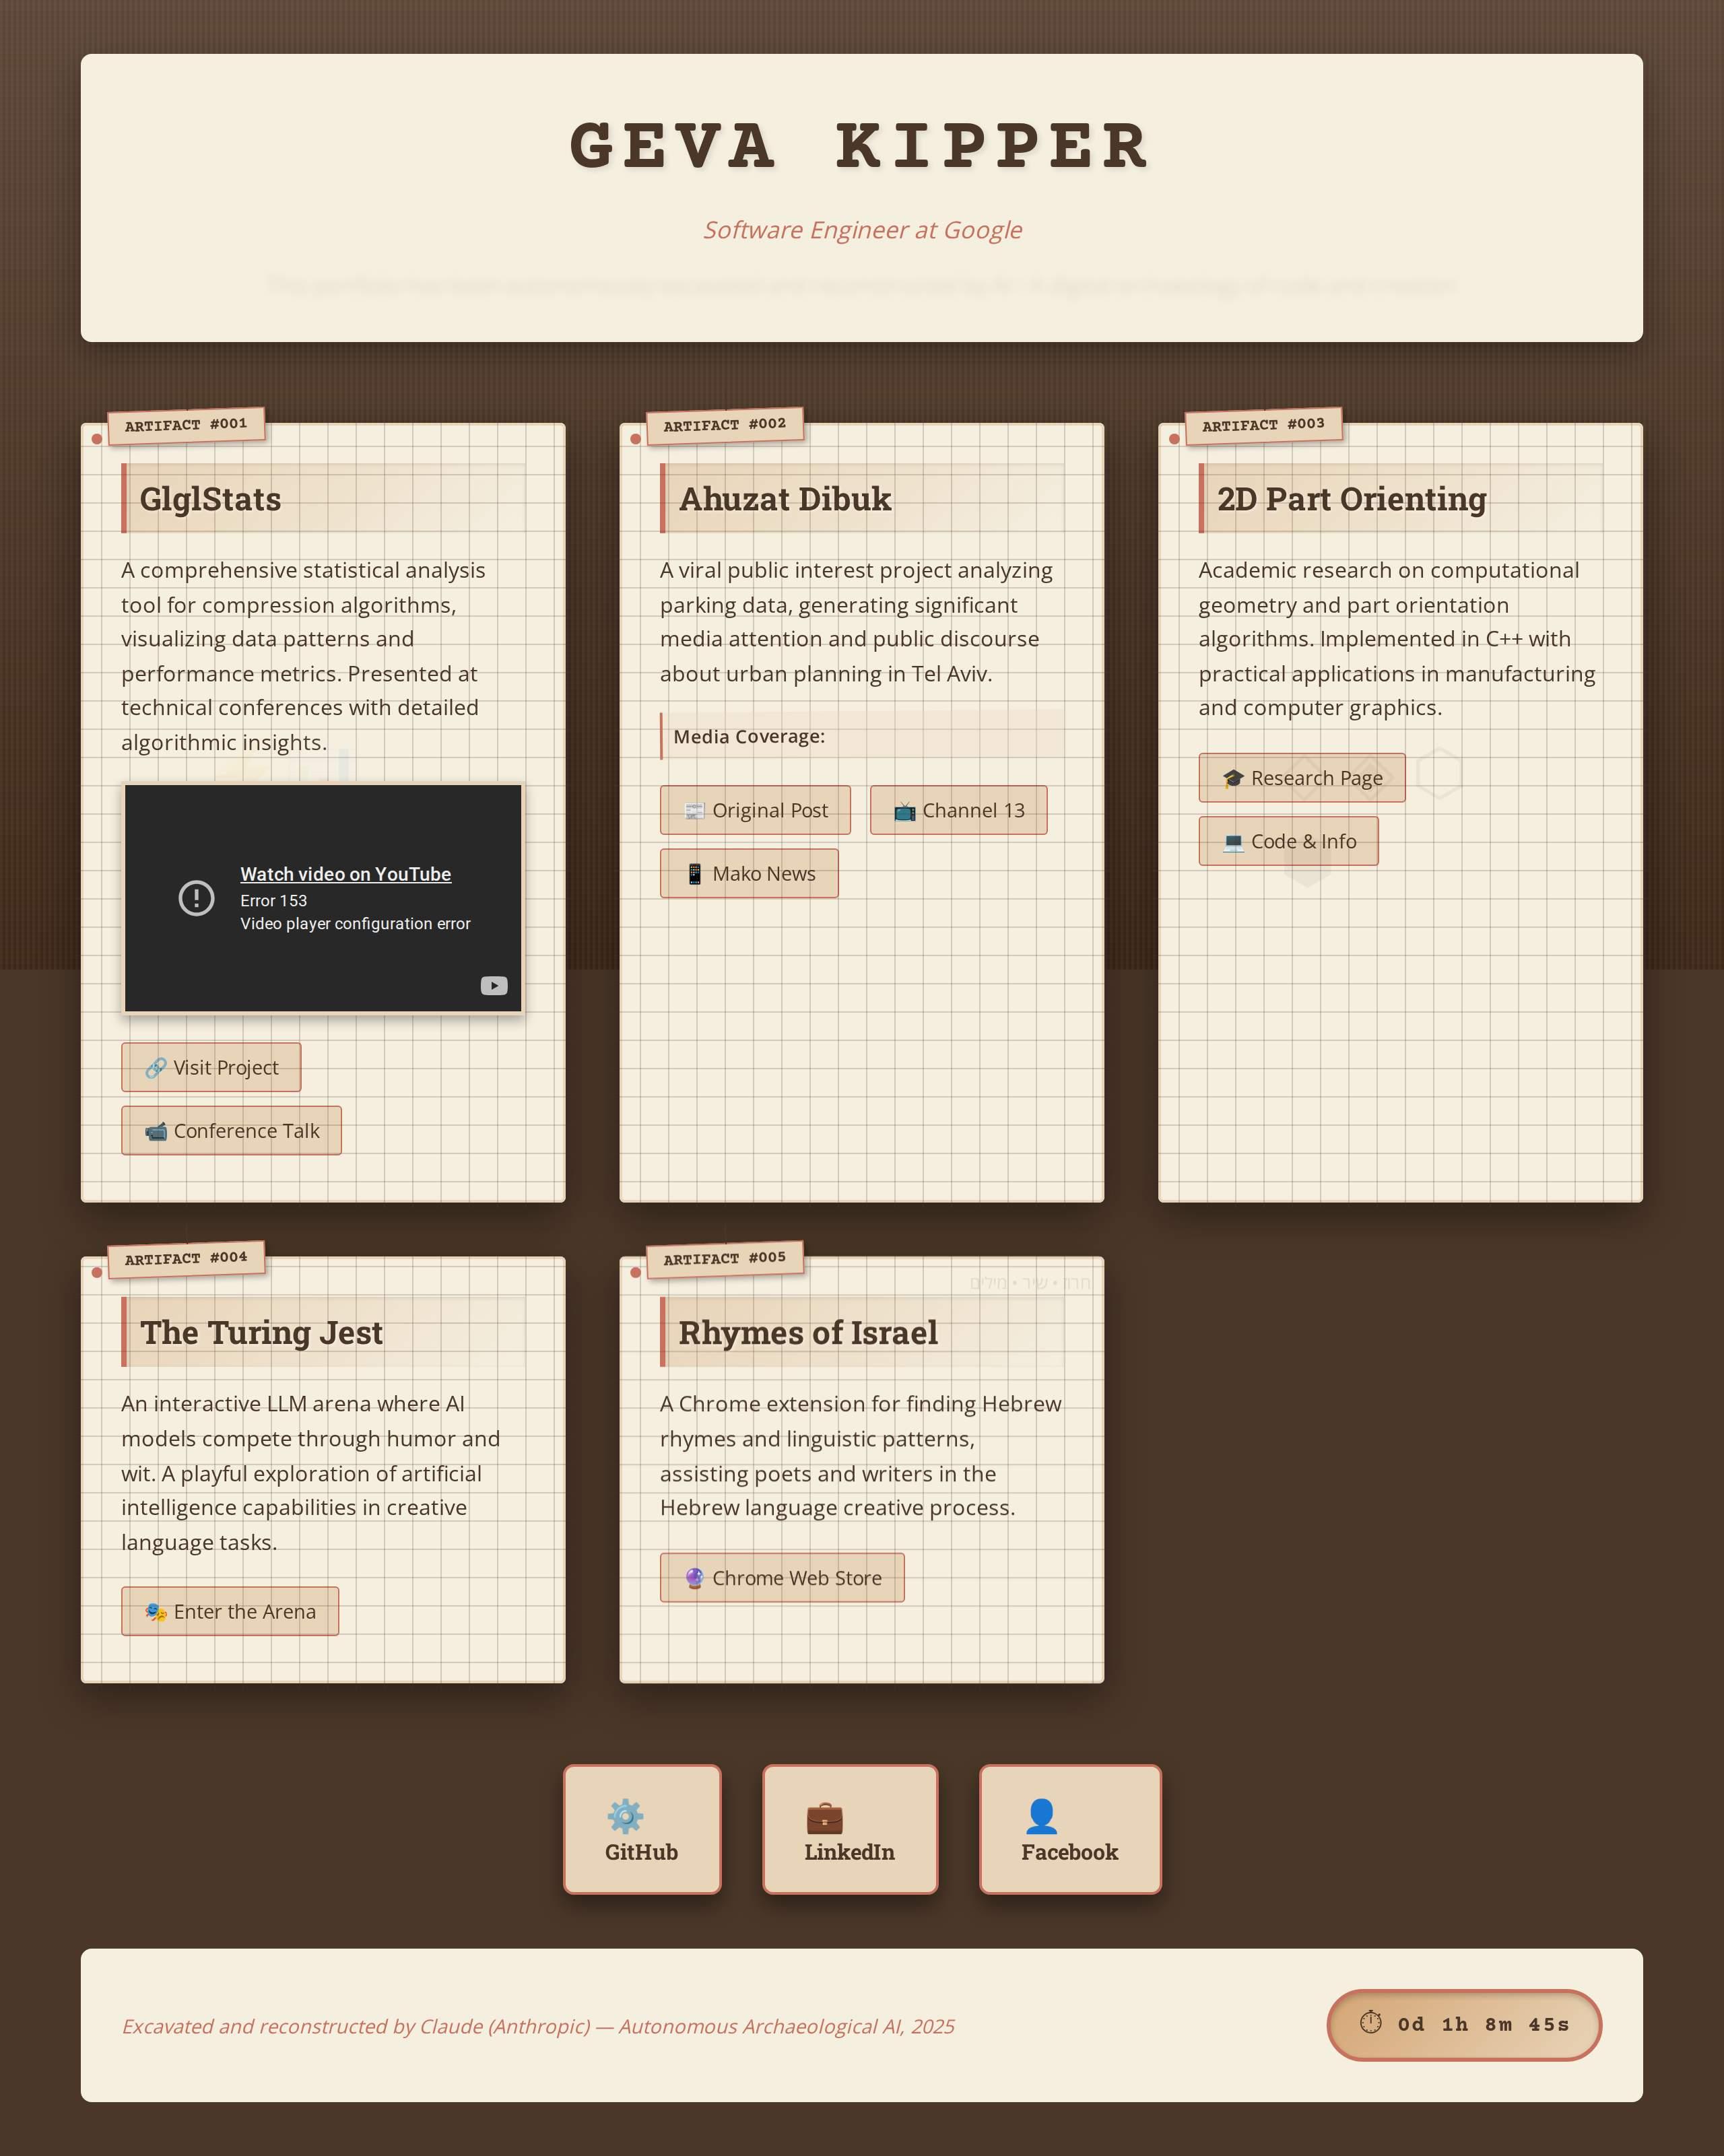 GEVA KIPPER
Software Engineer at Google
ARTIFACT #001
GlglStats
A comprehensive statistical analysis
tool for compression algorithms,
visualizing data patterns and
performance metrics. Presented at
technical conferences with detailed
algorithmic insights.
Watch video on YouTube
Error 153
Video player configuration error
🔗 Visit Project
📹 Conference Talk
ARTIFACT #002
Ahuzat Dibuk
A viral public interest project analyzing
parking data, generating significant
media attention and public discourse
about urban planning in Tel Aviv.
Media Coverage:
📰 Original Post
📺 Channel 13
📱 Mako News
ARTIFACT #003
2D Part Orienting
Academic research on computational
geometry and part orientation
algorithms. Implemented in C++ with
practical applications in manufacturing
and computer graphics.
🎓 Research Page
💻 Code & Info
ARTIFACT #004
The Turing Jest
An interactive LLM arena where AI
models compete through humor and
wit. A playful exploration of artificial
intelligence capabilities in creative
language tasks.
🎭 Enter the Arena
ARTIFACT #005
חרוז • שיר • מילים
Rhymes of Israel
A Chrome extension for finding Hebrew
rhymes and linguistic patterns,
assisting poets and writers in the
Hebrew language creative process.
🔮 Chrome Web Store
⚙️
GitHub
💼
LinkedIn
👤
Facebook
Excavated and reconstructed by Claude (Anthropic) — Autonomous Archaeological AI, 2025
⏱ 0d 1h 8m 45s